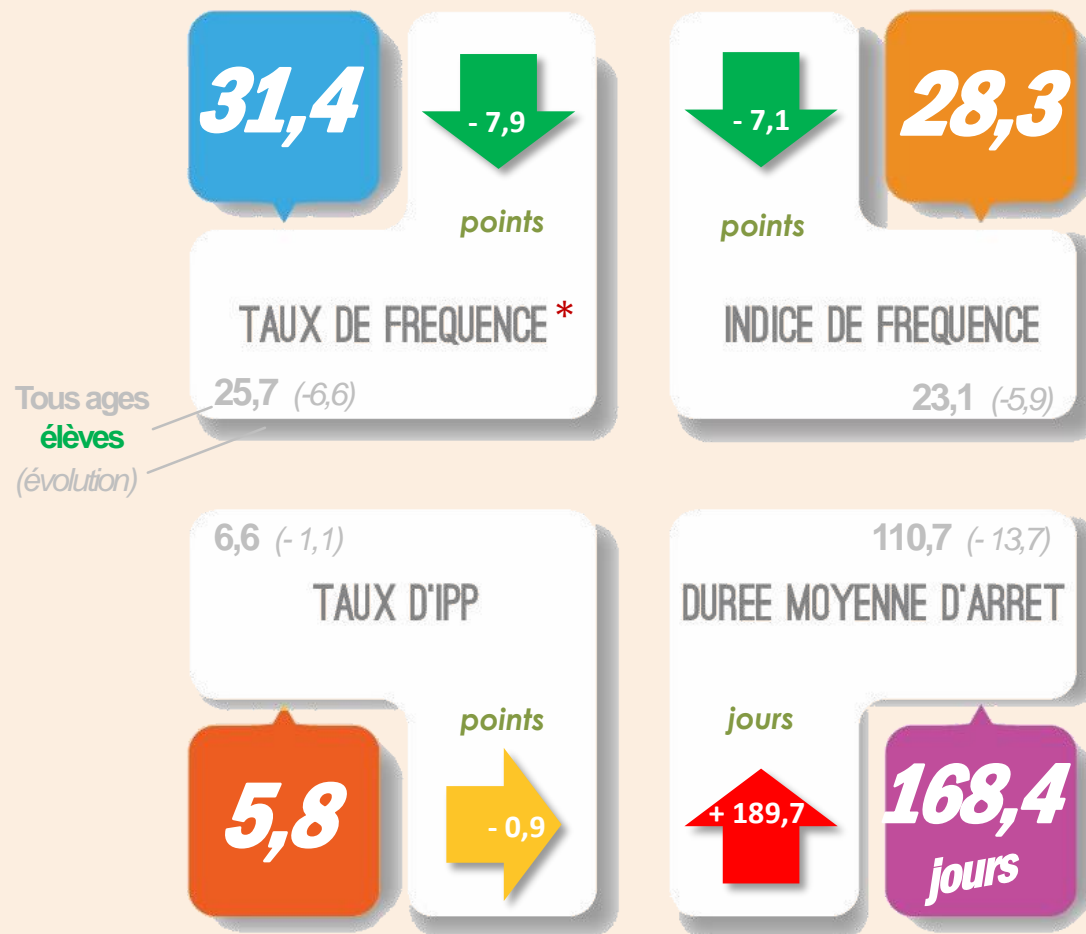 31,4
- 7,9
points
TAUX DE FREQUENCE *
25,7 (-6,6)
- 7,1
28,3
points
INDICE DE FREQUENCE
23,1 (-5,9)
Tous ages
élèves
(évolution)
6,6 (- 1,1)
TAUX D'IPP
points
5,8
- 0,9
110,7 (- 13,7)
DUREE MOYENNE D'ARRET
jours
+ 189,7
168,4
jours